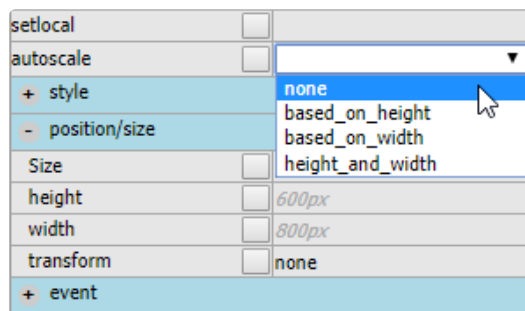 setlocal
autoscale
none
based_on_height
based_on_width
height_and_width
+ style
- position/size
Size
height 600px
width 800px
transform none
+ event